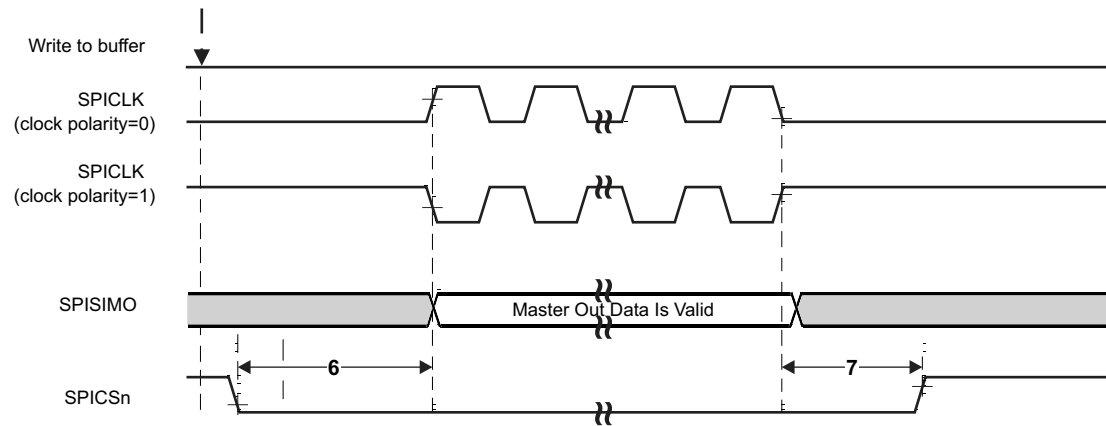 Write to buffer
SPICLK
(clock polarity=0)
SPICLK
(clock polarity=1)
SPISIMO
Master Out Data Is Valid
6
7
SPICSn